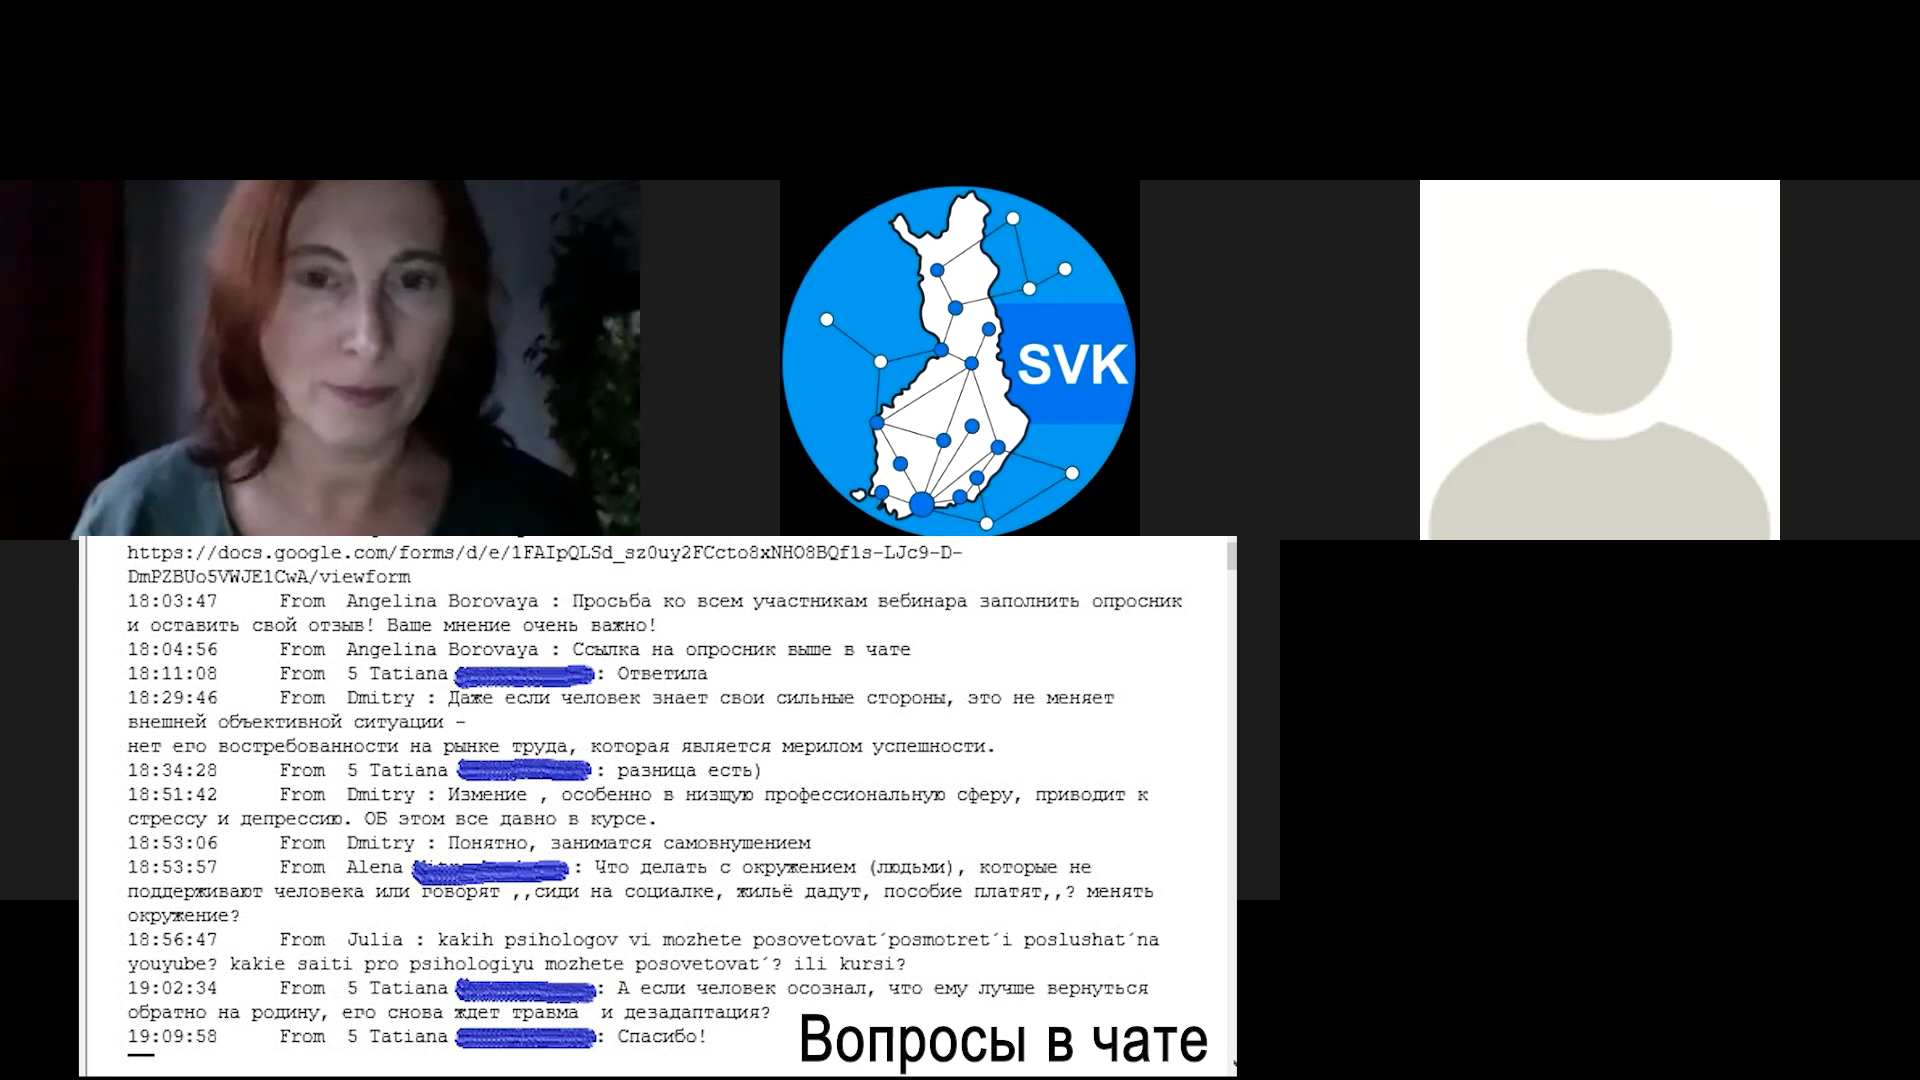 SVK
https://docs.google.com/forms/d/e/1FAIpQLSd_sz0uy2FCcto8xNHO8BQf1s-LJc9-D-
DmPZBUo5VWJE1CwA/viewform
18:03:47 From Angelina Borovaya : Просьба ко всем участникам вебинара заполнить опросник
и оставить свой отзыв! Ваше мнение очень важно!
18:04:56 From Angelina Borovaya : Ссылка на опросник выше в чате
18:11:08 From 5 Tatiana : Ответила
18:29:46 From Dmitry : Даже если человек знает свои сильные стороны, это не меняет
внешней объективной ситуации -
нет его востребованности на рынке труда, которая является мерилом успешности.
18:34:28 From 5 Tatiana : разница есть)
18:51:42 From Dmitry : Измение , особенно в низщую профессиональную сферу, приводит к
стрессу и депрессию. ОБ этом все давно в курсе.
18:53:06 From Dmitry : Понятно, заниматся самовнушением
18:53:57 From Alena : Что делать с окружением (людьми), которые не
поддерживают человека или говорят ,,сиди на социалке, жильё дадут, пособие платят,,? менять
окружение?
18:56:47 From Julia : kakih psihologov vi mozhete posovetovat´posmotret´i poslushat´na
youyube? kakie saiti pro psihologiyu mozhete posovetovat´? ili kursi?
19:02:34 From 5 Tatiana : А если человек осознал, что ему лучше вернуться
обратно на родину, его снова ждет травма и дезадаптация?
19:09:58 From 5 Tatiana : Спасибо!
Вопросы в чате